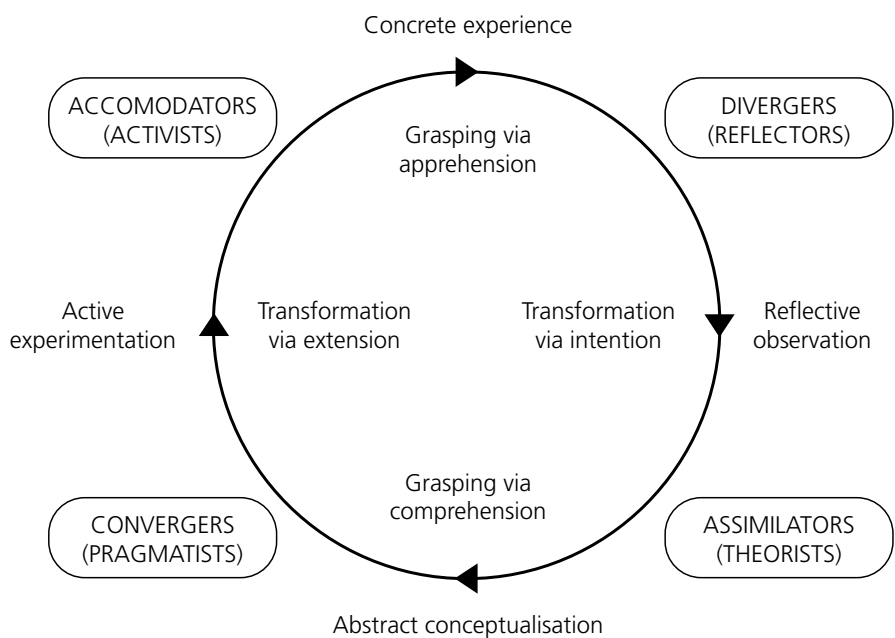 Concrete experience
ACCOMODATORS
(ACTIVISTS)
DIVERGERS
(REFLECTORS)
Grasping via
apprehension
Active
experimentation
Transformation
via extension
Transformation
via intention
Reflective
observation
Grasping via
comprehension
CONVERGERS
(PRAGMATISTS)
ASSIMILATORS
(THEORISTS)
Abstract conceptualisation